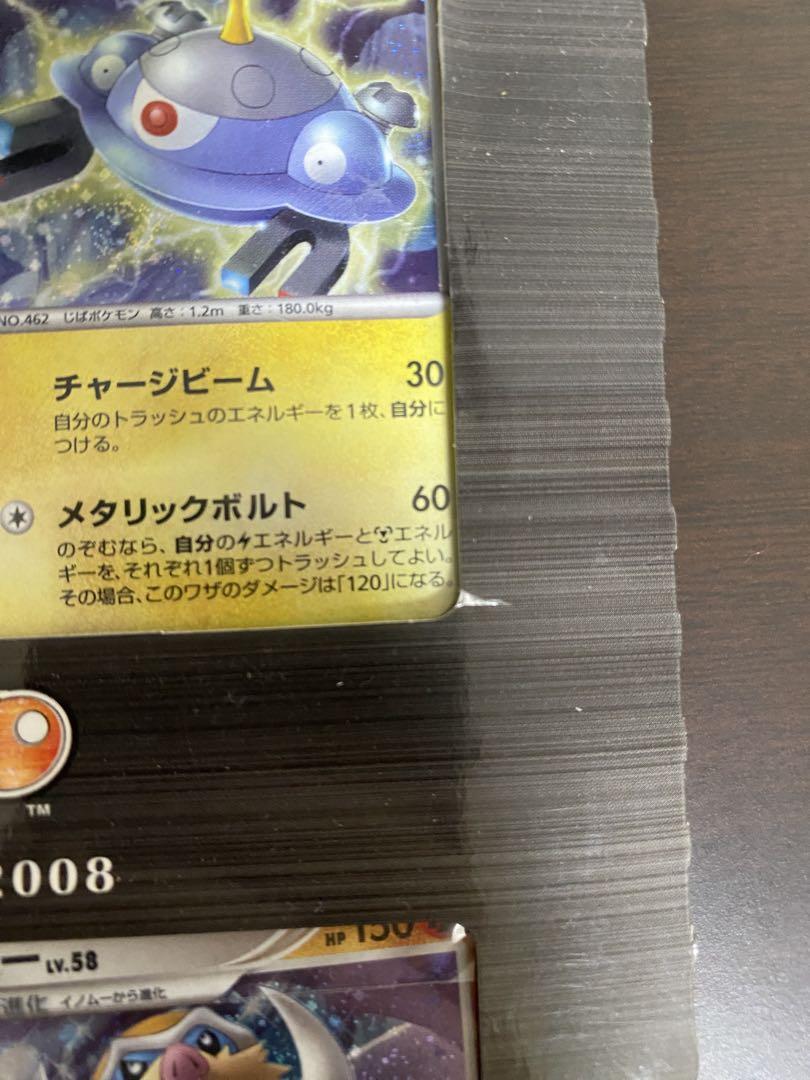 NO.462 じばポケモン 高さ:1.2m 重さ:180.0kg
チャージビーム 30
自分のトラッシュのエネルギーを1枚、自分に
つける。
メタリックボルト 60
のぞむなら、自分のエネルギーとエネル
ギーを、それぞれ1個ずつトラッシュしてよい。
その場合、このワザのダメージは「120」になる。
TM
2008
ー LV.58 HP 150
進化 イノムーから進化